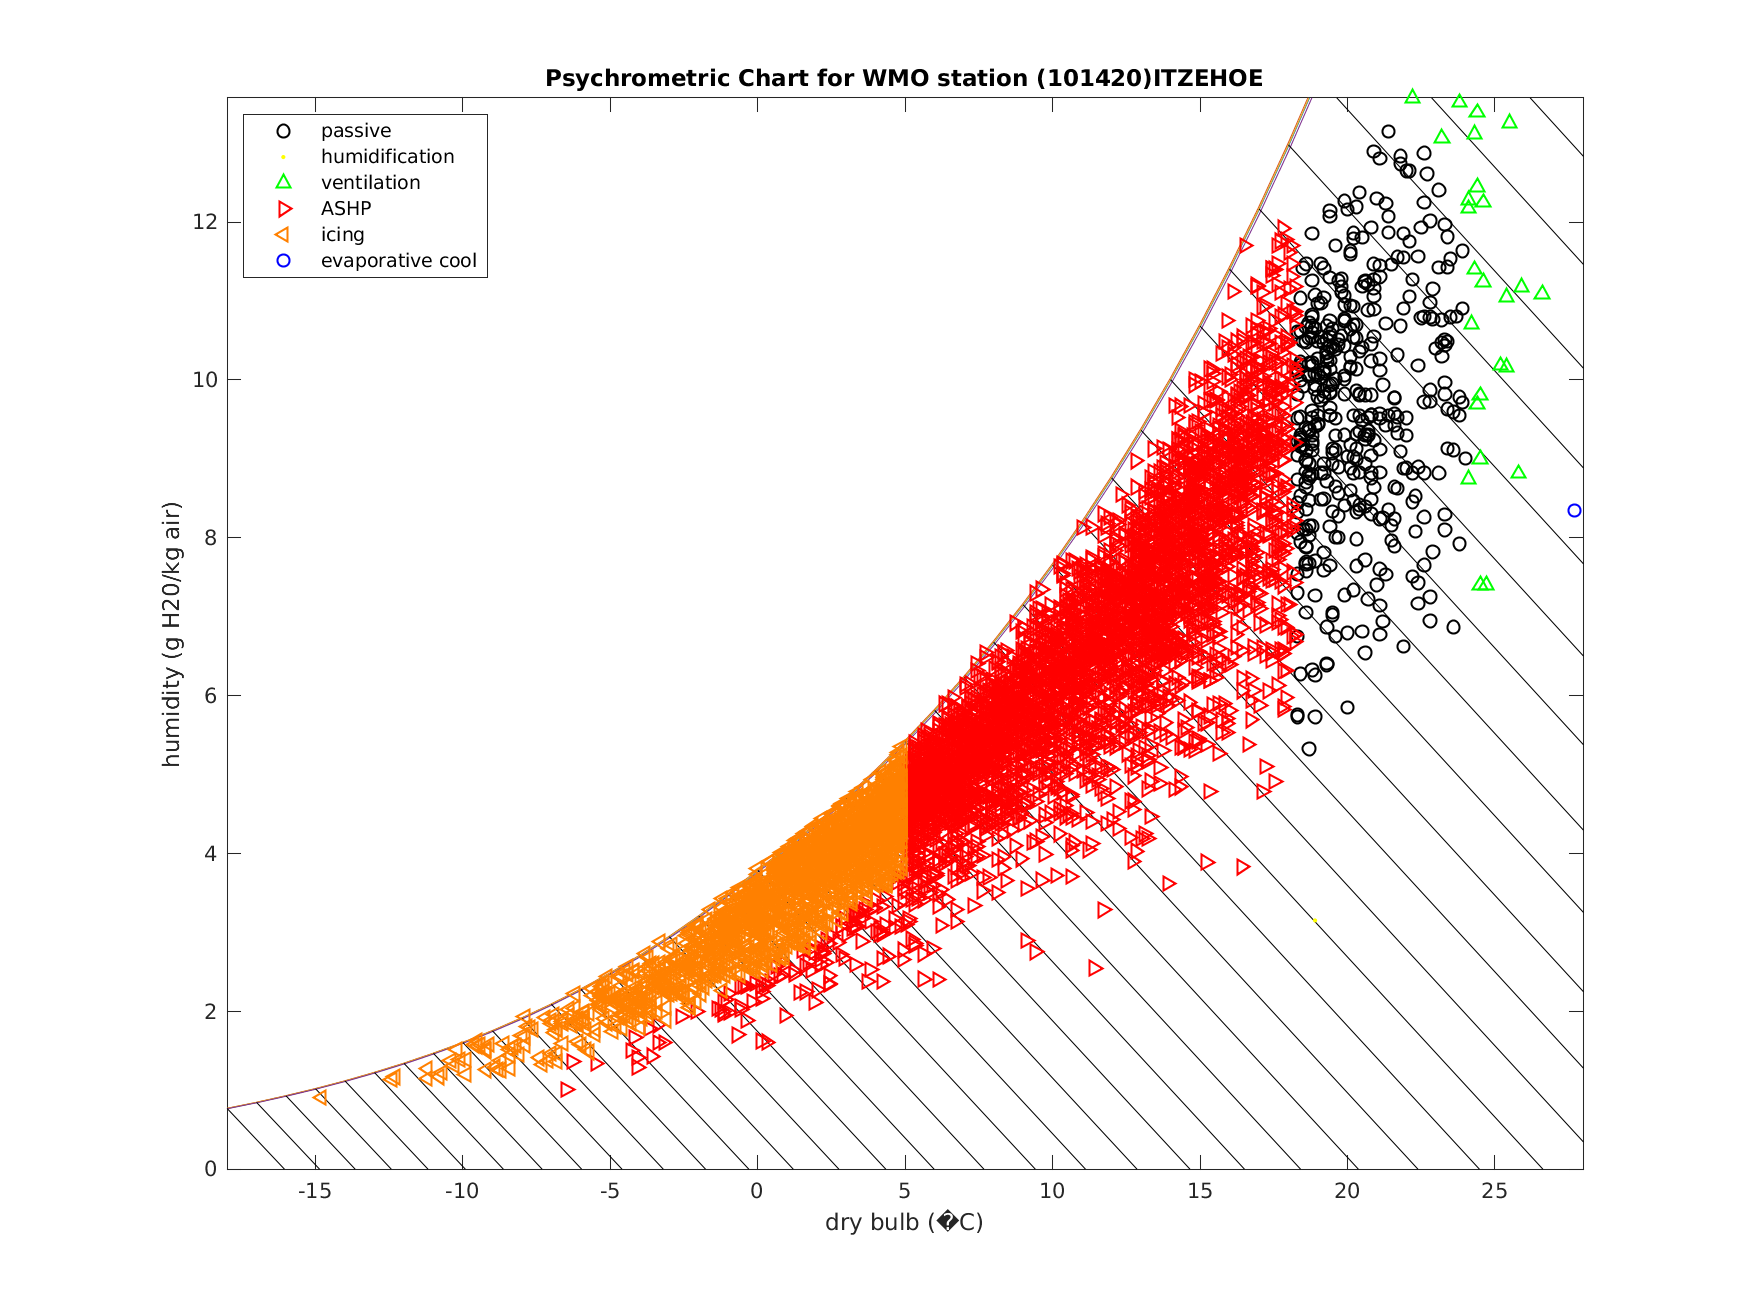 Psychrometric Chart for WMO station (101420)ITZEHOE
passive
humidification
ventilation
ASHP
icing
evaporative cool
humidity (g H20/kg air)
12
10
8
6
4
2
0
-15 -10 -5 0 5 10 15 20 25
dry bulb (�C)